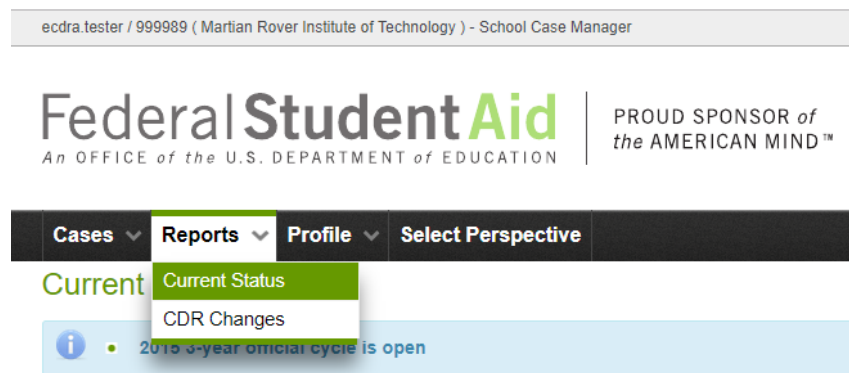 ecdra.tester / 999989 ( Martian Rover Institute of Technology ) - School Case Manager
Federal Student Aid
An OFFICE of the U.S. DEPARTMENT of EDUCATION
PROUD SPONSOR of
the AMERICAN MIND™
Cases Reports Profile Select Perspective
Current
Current Status
CDR Changes
2015 3-year official cycle is open